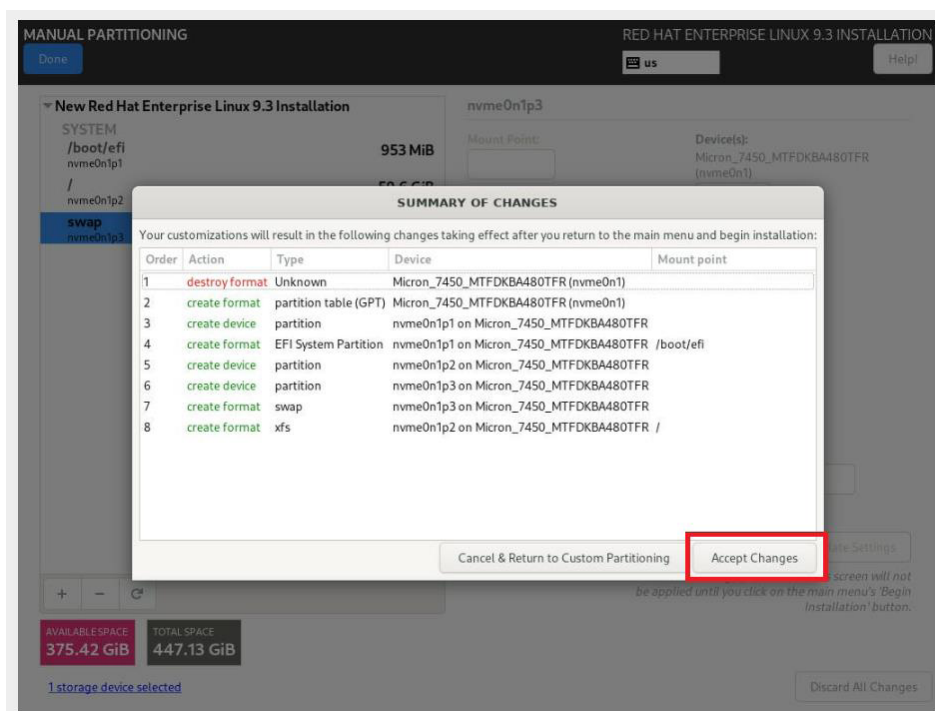 MANUAL PARTITIONING
RED HAT ENTERPRISE LINUX 9.3 INSTALLATION
Done
us
Help!
New Red Hat Enterprise Linux 9.3 Installation
nvme0n1p3
SYSTEM
/boot/efi
953 MiB
nvme0n1p1
Mount Point:
Device(s):
Micron_7450_MTFDKBA480TFR
(nvme0n1)
/
nvme0n1p2
swap
nvme0n1p3
SUMMARY OF CHANGES
Your customizations will result in the following changes taking effect after you return to the main menu and begin installation:
Order Action Type Device Mount point
1 destroy format Unknown Micron_7450_MTFDKBA480TFR (nvme0n1)
2 create format partition table (GPT) Micron_7450_MTFDKBA480TFR (nvme0n1)
3 create device partition nvme0n1p1 on Micron_7450_MTFDKBA480TFR
4 create format EFI System Partition nvme0n1p1 on Micron_7450_MTFDKBA480TFR /boot/efi
5 create device partition nvme0n1p2 on Micron_7450_MTFDKBA480TFR
6 create device partition nvme0n1p3 on Micron_7450_MTFDKBA480TFR
7 create format swap nvme0n1p3 on Micron_7450_MTFDKBA480TFR
8 create format xfs nvme0n1p2 on Micron_7450_MTFDKBA480TFR /
Cancel & Return to Custom Partitioning
Accept Changes
Settings
screen will not
be applied until you click on the main menu's 'Begin
Installation' button.
+ -
AVAILABLE SPACE
375.42 GiB
TOTAL SPACE
447.13 GiB
1 storage device selected
Discard All Changes